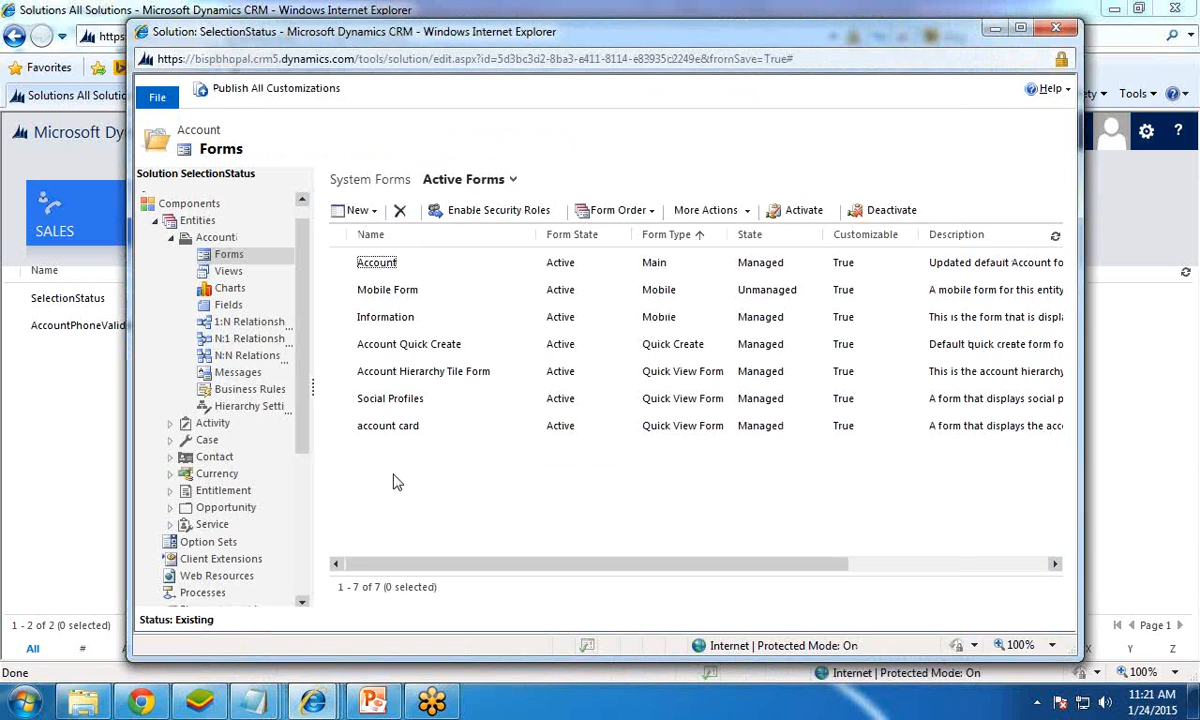 Solutions All Solutions - Microsoft Dynamics CRM - Windows Internet Explorer
Solution: SelectionStatus - Microsoft Dynamics CRM - Windows Internet Explorer
https
https://bispbhopal.crm5.dynamics.com/tools/solution/edit.aspx?id=5d3bc3d2-8ba3-e411-8114-e83935c2249e&fromSave=True#
Favorites
Solutions All Solutio
File
Publish All Customizations
Help
ety
Tools
Microsoft Dy
Account
Forms
SALES
Solution SelectionStatus
System Forms
Active Forms
Components
Entities
Account
Forms
Views
Charts
Fields
1:N Relationsh...
N:1 Relationsh...
N:N Relations...
Messages
Business Rules
Hierarchy Setti...
Activity
Case
Contact
Currency
Entitlement
Opportunity
Service
Option Sets
Client Extensions
Web Resources
Processes
New
Enable Security Roles
Form Order
More Actions
Activate
Deactivate
Name Form State Form Type State Customizable Description
Account Active Main Managed True Updated default Account fo
Mobile Form Active Mobile Unmanaged True A mobile form for this entity
Information Active Mobile Managed True This is the form that is displa
Account Quick Create Active Quick Create Managed True Default quick create form fo
Account Hierarchy Tile Form Active Quick View Form Managed True This is the account hierarchy
Social Profiles Active Quick View Form Managed True A form that displays social p
account card Active Quick View Form Managed True A form that displays the acco
1 - 7 of 7 (0 selected)
Status: Existing
Internet | Protected Mode: On
100%
Name
SelectionStatus
AccountPhoneValid
1 - 2 of 2 (0 selected)
Page 1
All
#
Y
Z
Done
Internet | Protected Mode: On
100%
11:21 AM
1/24/2015